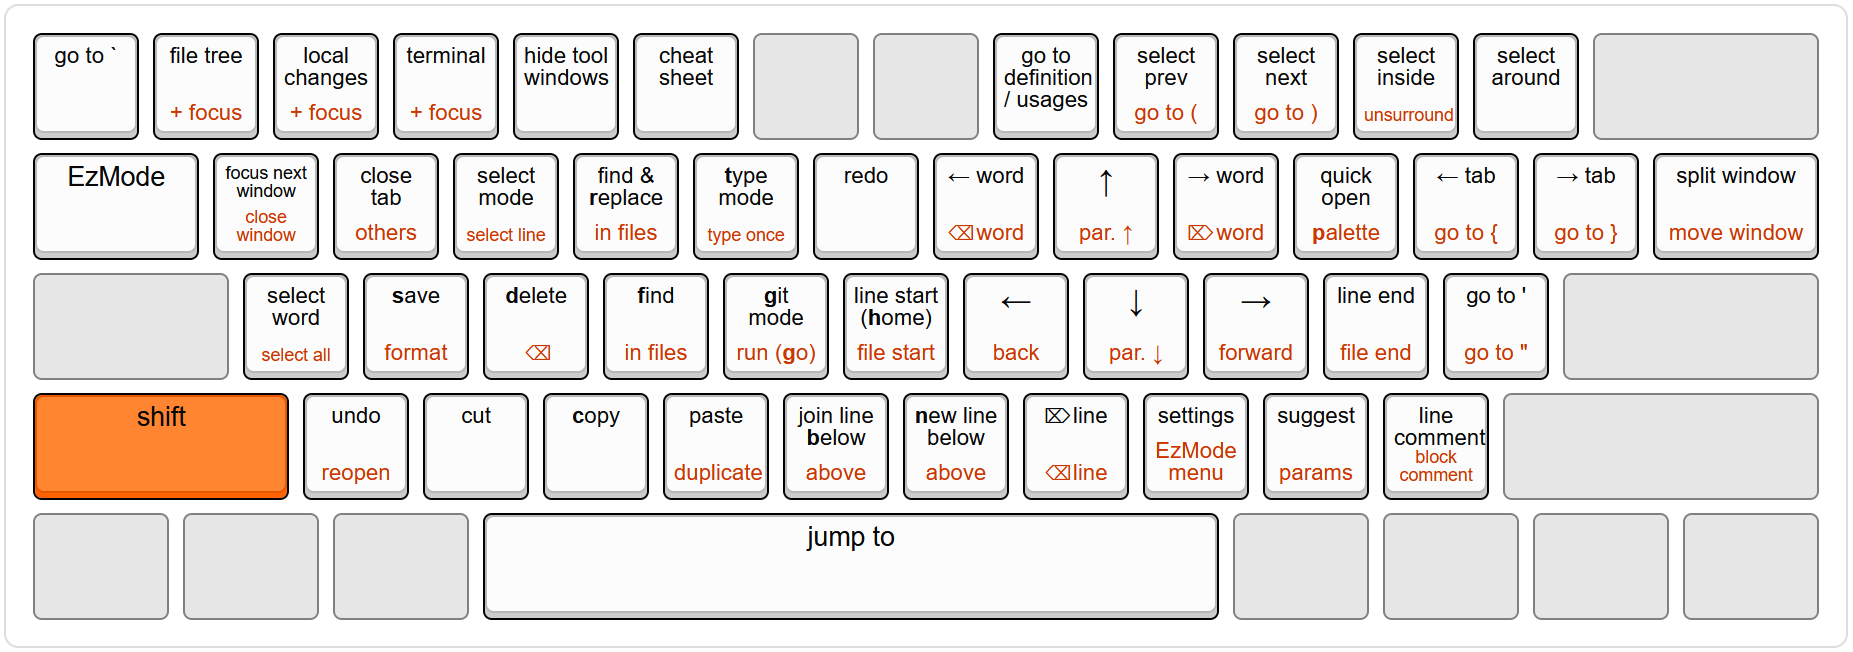 go to `
file tree
+ focus
local
changes
+ focus
terminal
+ focus
hide tool
windows
cheat
sheet
go to
definition
/ usages
select
prev
go to (
select
next
go to )
select
inside
unsurround
select
around
EzMode
focus next
window
close
window
close
tab
others
select
mode
select line
find &
replace
in files
type
mode
type once
redo
← word
⌫ word
↑
par. ↑
→ word
⌦ word
quick
open
palette
← tab
go to {
→ tab
go to }
split window
move window
select
word
select all
save
format
delete
⌫
find
in files
git
mode
run (go)
line start
(home)
file start
←
back
↓
par. ↓
→
forward
line end
file end
go to '
go to "
shift
undo
reopen
cut
copy
paste
duplicate
join line
below
above
new line
below
above
⌦ line
⌫ line
settings
EzMode
menu
suggest
params
line
comment
block
comment
jump to